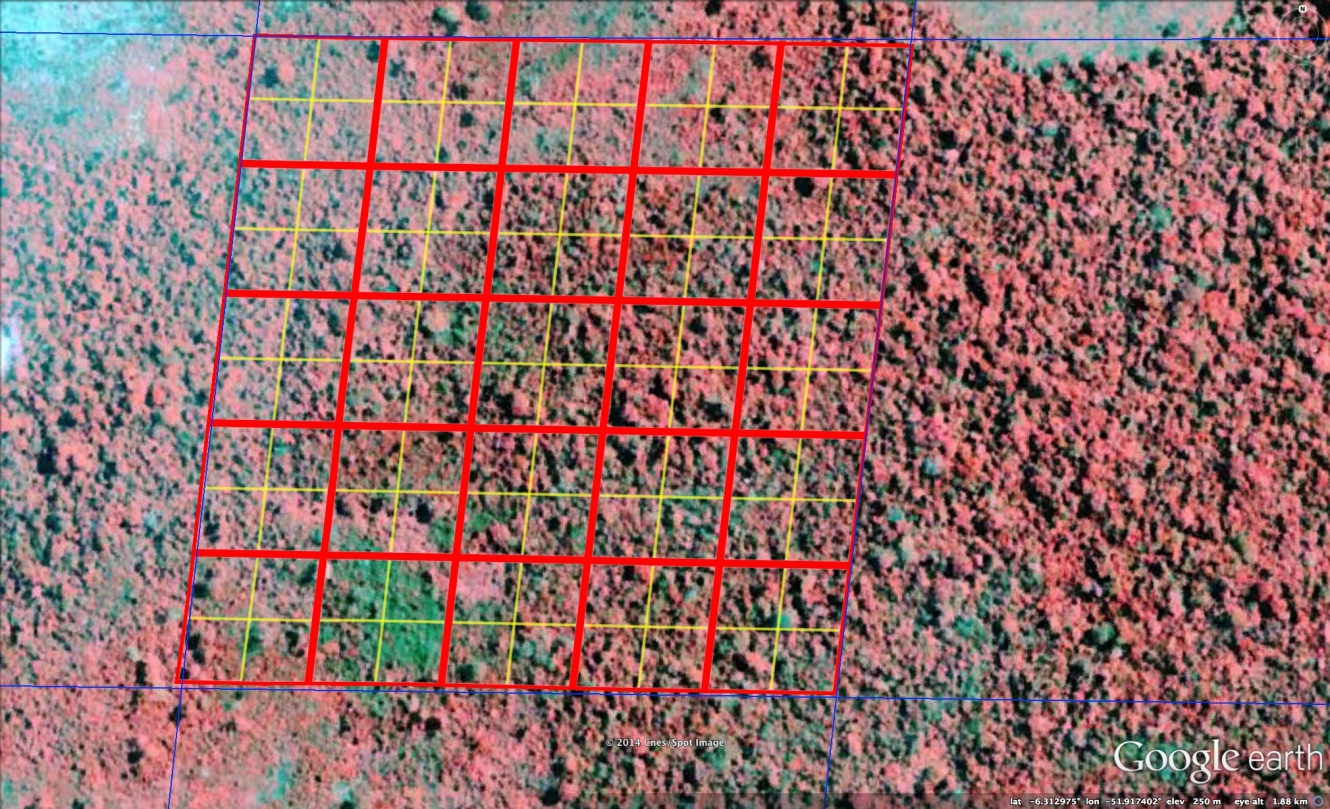 N
© 2014 Cnes/Spot Image
Google earth
lat -6.312975° lon -51.917402° elev 250 m eye alt 1.88 km